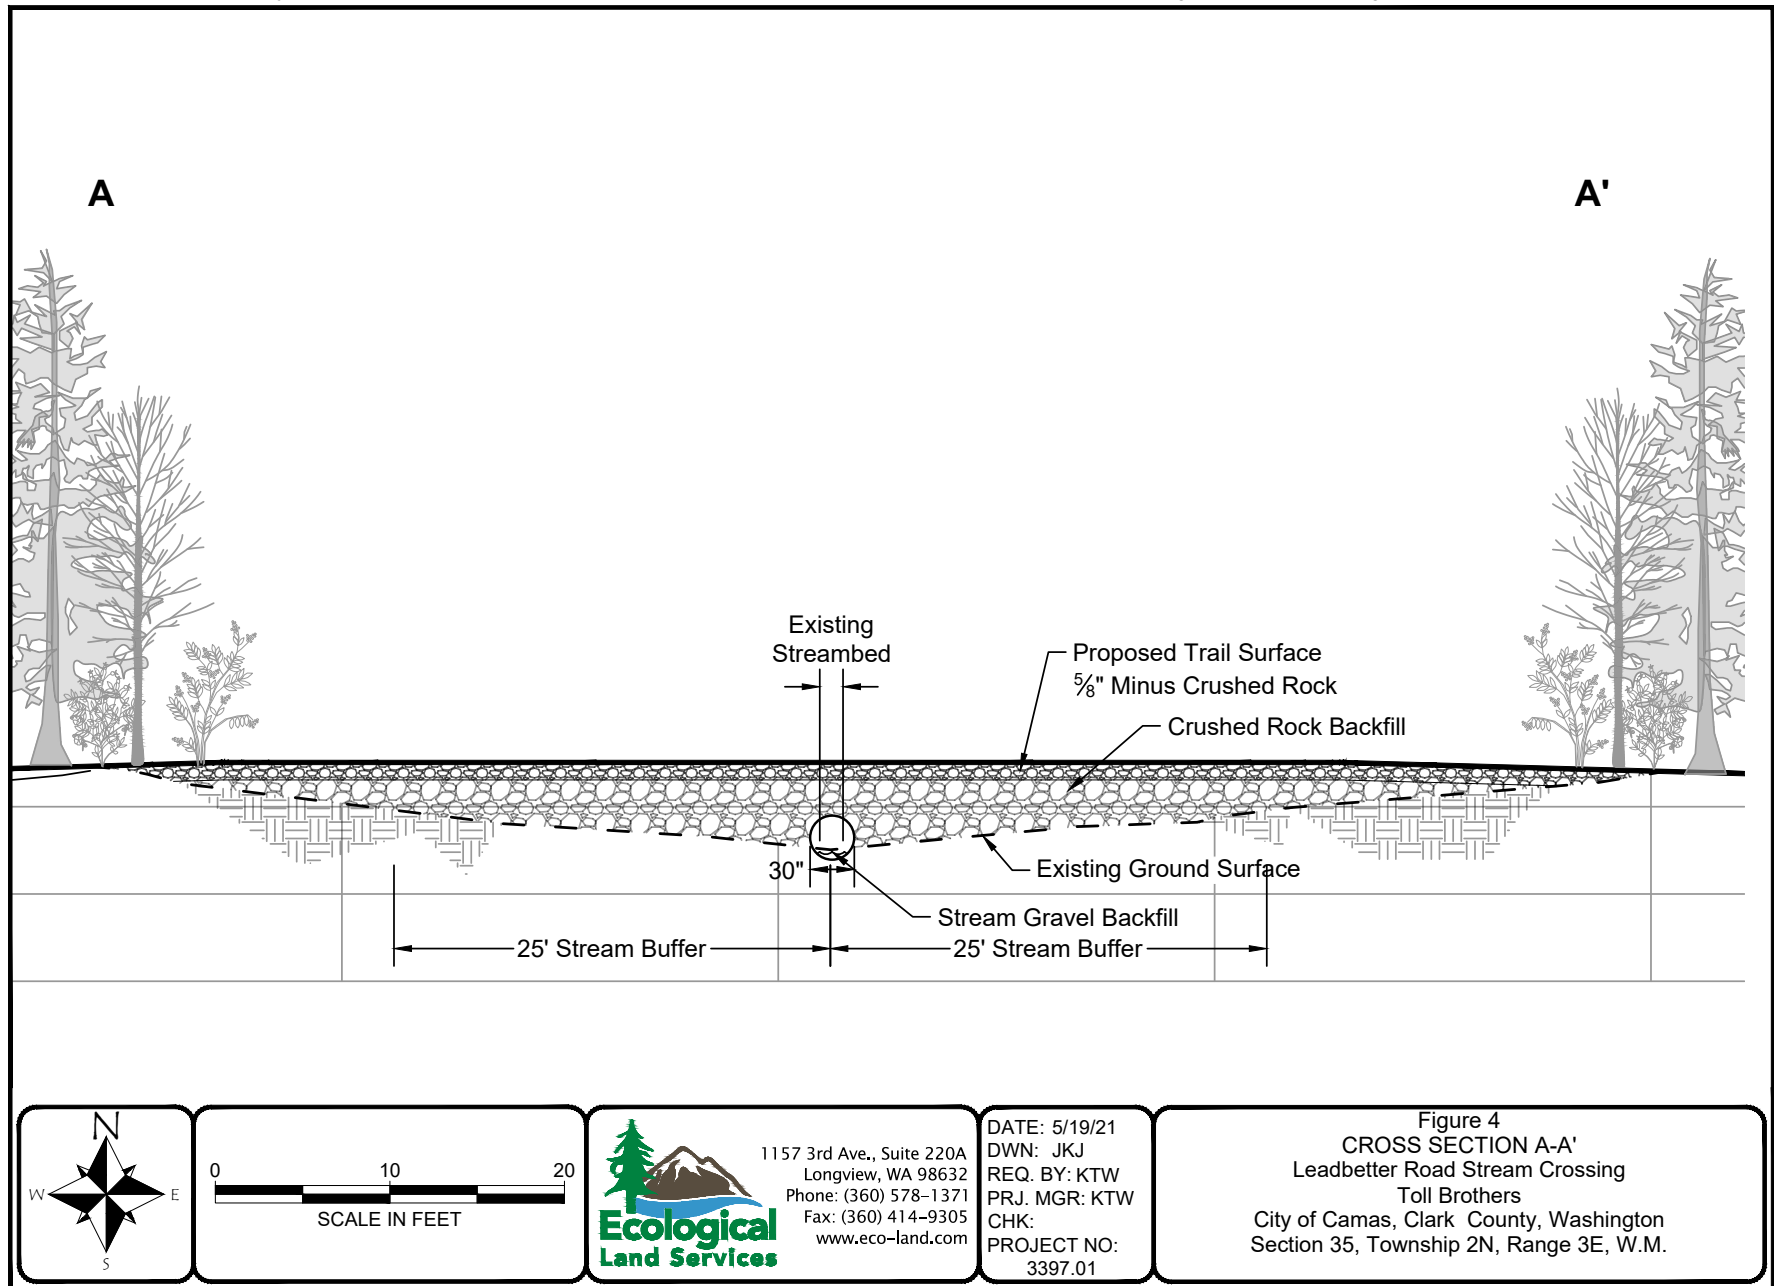 A
A'
Existing
Streambed
Proposed Trail Surface
5⁄8" Minus Crushed Rock
Crushed Rock Backfill
30"
Existing Ground Surface
Stream Gravel Backfill
25' Stream Buffer
25' Stream Buffer
N
W
E
S
0 10 20
SCALE IN FEET
Ecological
Land Services
1157 3rd Ave., Suite 220A
Longview, WA 98632
Phone: (360) 578-1371
Fax: (360) 414-9305
www.eco-land.com
DATE: 5/19/21
DWN: JKJ
REQ. BY: KTW
PRJ. MGR: KTW
CHK:
PROJECT NO:
3397.01
Figure 4
CROSS SECTION A-A'
Leadbetter Road Stream Crossing
Toll Brothers
City of Camas, Clark County, Washington
Section 35, Township 2N, Range 3E, W.M.